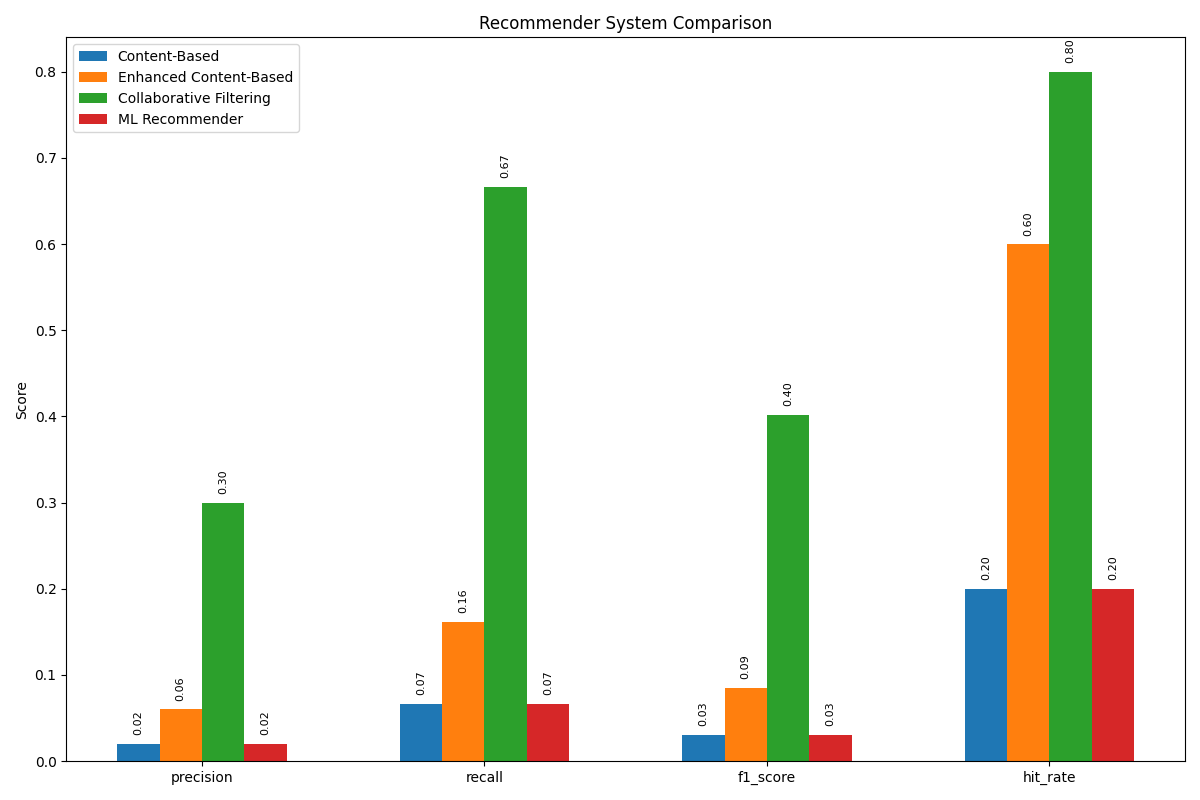 Recommender System Comparison
Content-Based
Enhanced Content-Based
Collaborative Filtering
ML Recommender
Score
0.8
0.7
0.6
0.5
0.4
0.3
0.2
0.1
0.0
0.02
0.06
0.30
0.02
0.07
0.16
0.67
0.07
0.03
0.09
0.40
0.03
0.20
0.60
0.80
0.20
precision
recall
f1_score
hit_rate